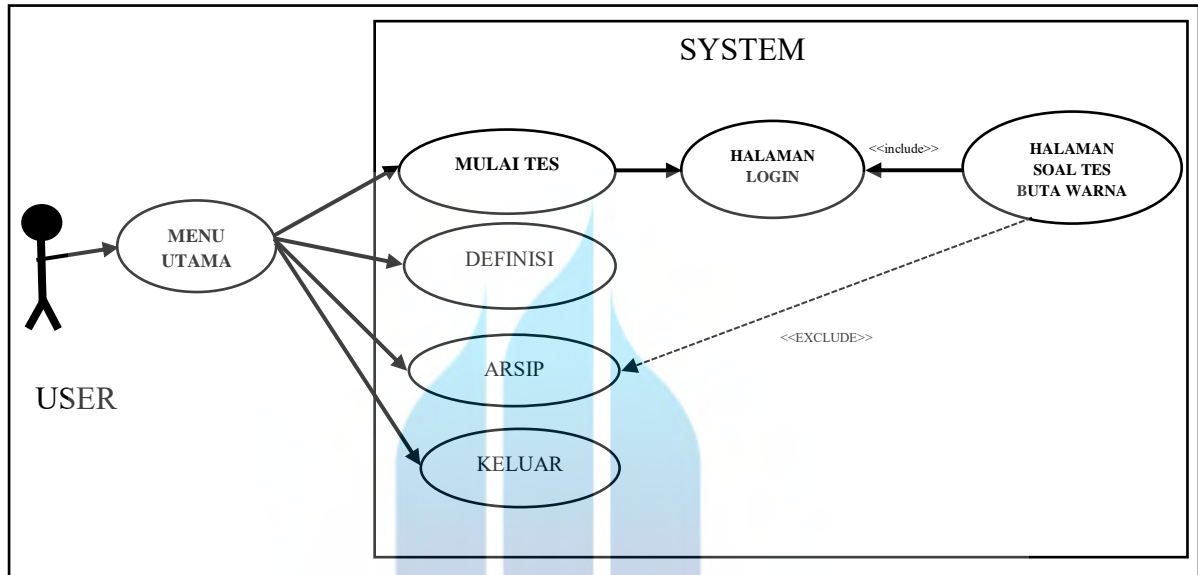 SYSTEM
MULAI TES
HALAMAN
LOGIN
<<include>>
HALAMAN
SOAL TES
BUTA WARNA
MENU
UTAMA
DEFINISI
<<EXCLUDE>>
ARSIP
USER
KELUAR